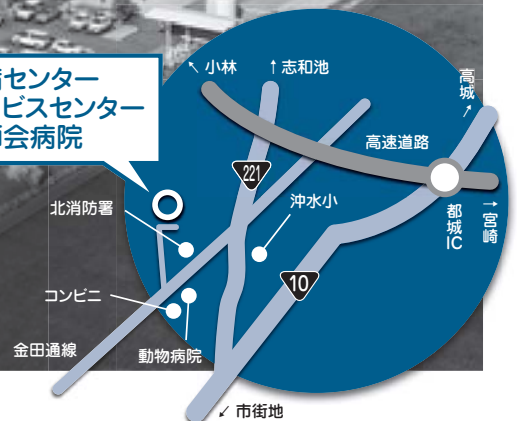 センター
ビスセンター
会病院
↖ 小林
↑ 志和池
高城 ↗
高速道路
221
北消防署
沖水小
都城IC
→ 宮崎
コンビニ
10
金田通線
動物病院
↙ 市街地